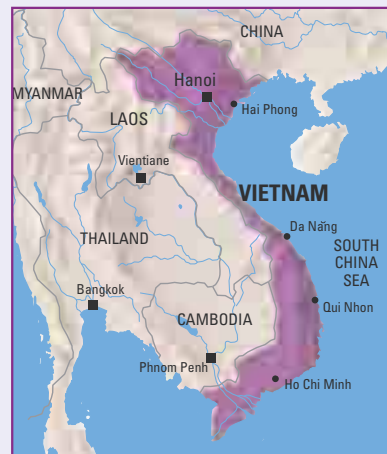 CHINA
Hanoi
MYANMAR
Hai Phong
LAOS
Vientiane
VIETNAM
Da Năng
THAILAND
SOUTH
CHINA
SEA
Bangkok
Qui Nhon
CAMBODIA
Phnom Penh
Ho Chi Minh